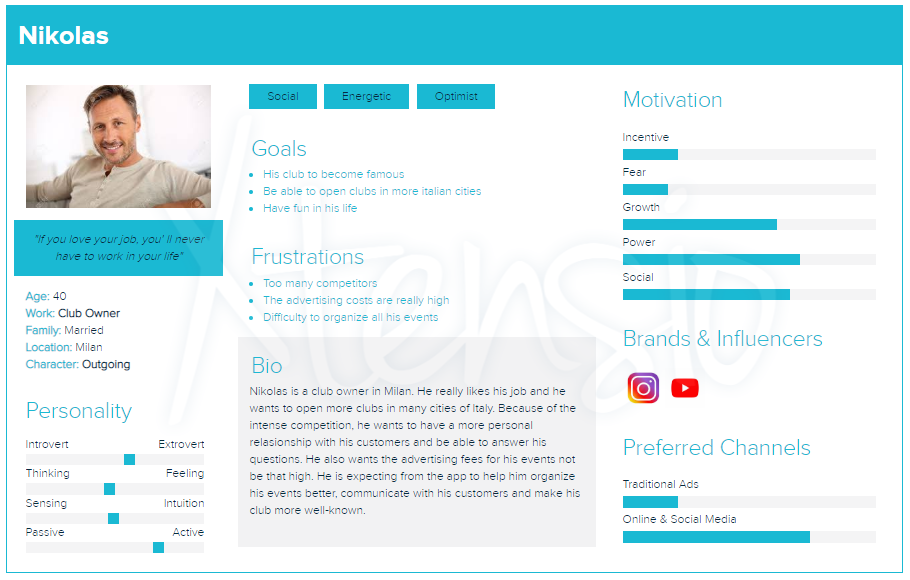 Nikolas
"If you love your job, you' ll never
have to work in your life"
Age: 40
Work: Club Owner
Family: Married
Location: Milan
Character: Outgoing
Personality
Introvert Extrovert
Thinking Feeling
Sensing Intuition
Passive Active
Social Energetic Optimist
Goals
His club to become famous
Be able to open clubs in more italian cities
Have fun in his life
Frustrations
Too many competitors
The advertising costs are really high
Difficulty to organize all his events
Bio
Nikolas is a club owner in Milan. He really likes his job and he
wants to open more clubs in many cities of Italy. Because of the
intense competition, he wants to have a more personal
relasionship with his customers and be able to answer his
questions. He also wants the advertising fees for his events not
be that high. He is expecting from the app to help him organize
his events better, communicate with his customers and make his
club more well-known.
Motivation
Incentive
Fear
Growth
Power
Social
Brands & Influencers
Preferred Channels
Traditional Ads
Online & Social Media
Xtensio